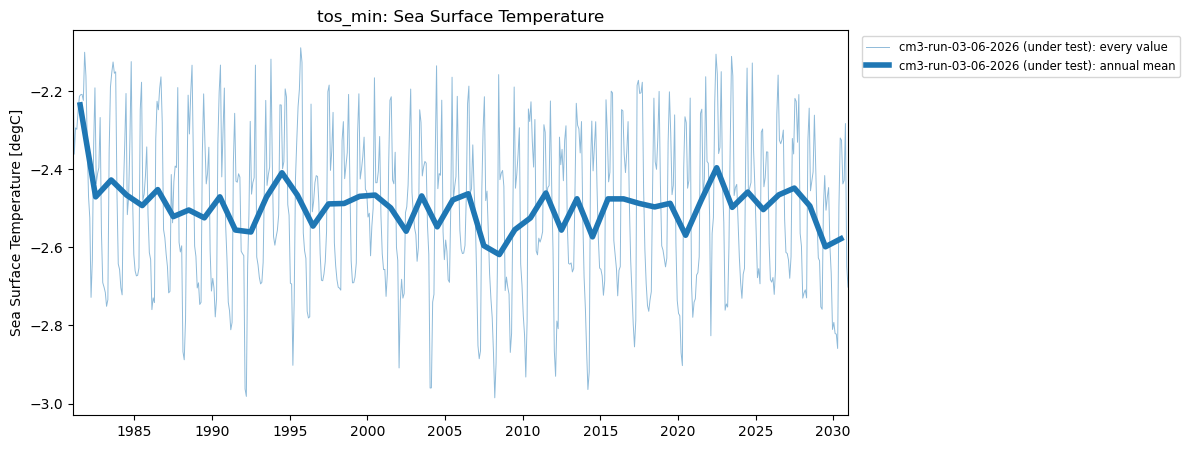 tos_min: Sea Surface Temperature
cm3-run-03-06-2026 (under test): every value
cm3-run-03-06-2026 (under test): annual mean
Sea Surface Temperature [degC]
−2.2
−2.4
−2.6
−2.8
−3.0
1985 1990 1995 2000 2005 2010 2015 2020 2025 2030